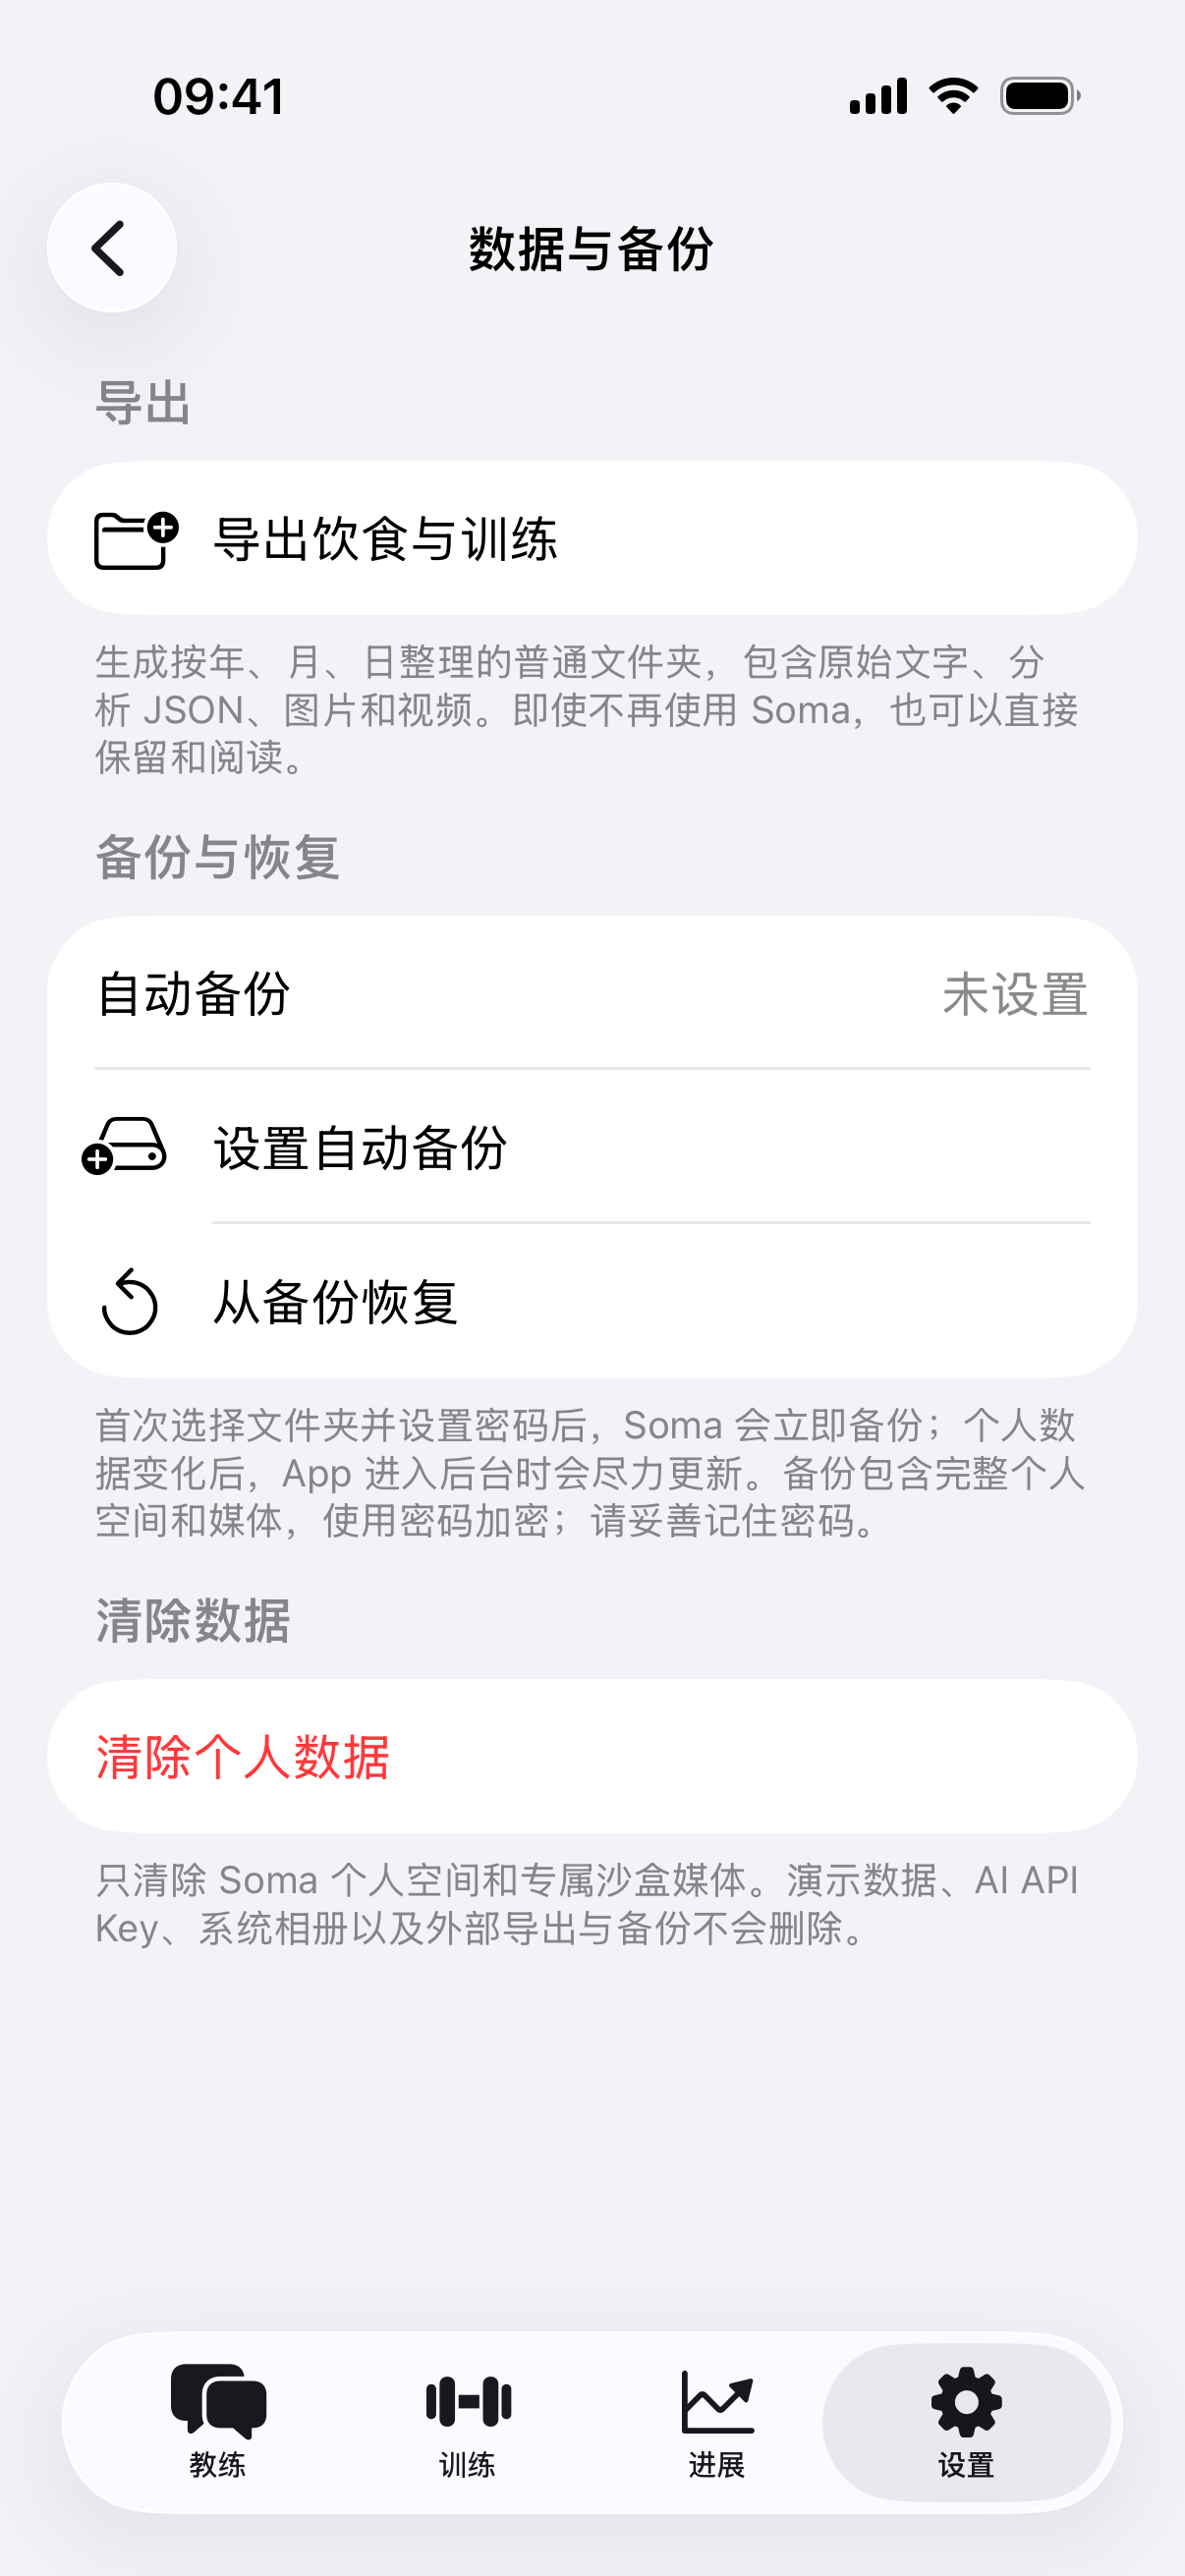 09:41
数据与备份
导出
导出饮食与训练
生成按年、月、日整理的普通文件夹，包含原始文字、分
析 JSON、图片和视频。即使不再使用 Soma，也可以直接
保留和阅读。
备份与恢复
自动备份 未设置
设置自动备份
从备份恢复
首次选择文件夹并设置密码后，Soma 会立即备份；个人数
据变化后，App 进入后台时会尽力更新。备份包含完整个人
空间和媒体，使用密码加密；请妥善记住密码。
清除数据
清除个人数据
只清除 Soma 个人空间和专属沙盒媒体。演示数据、AI API
Key、系统相册以及外部导出与备份不会删除。
教练 训练 进展 设置